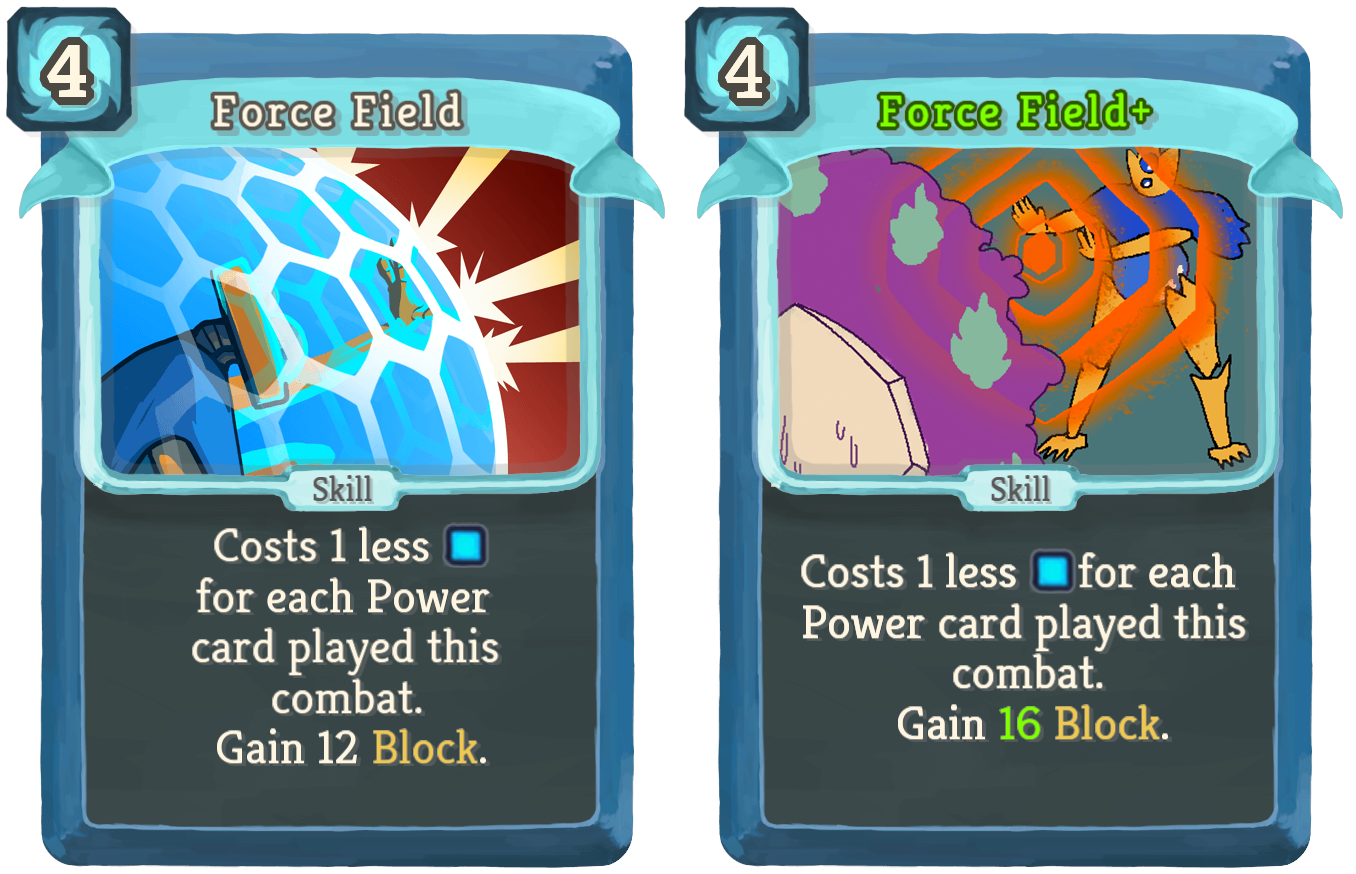 4
Force Field
Skill
Costs 1 less
for each Power
card played this
combat.
Gain 12 Block.
4
Force Field+
Skill
Costs 1 less for each
Power card played this
combat.
Gain 16 Block.